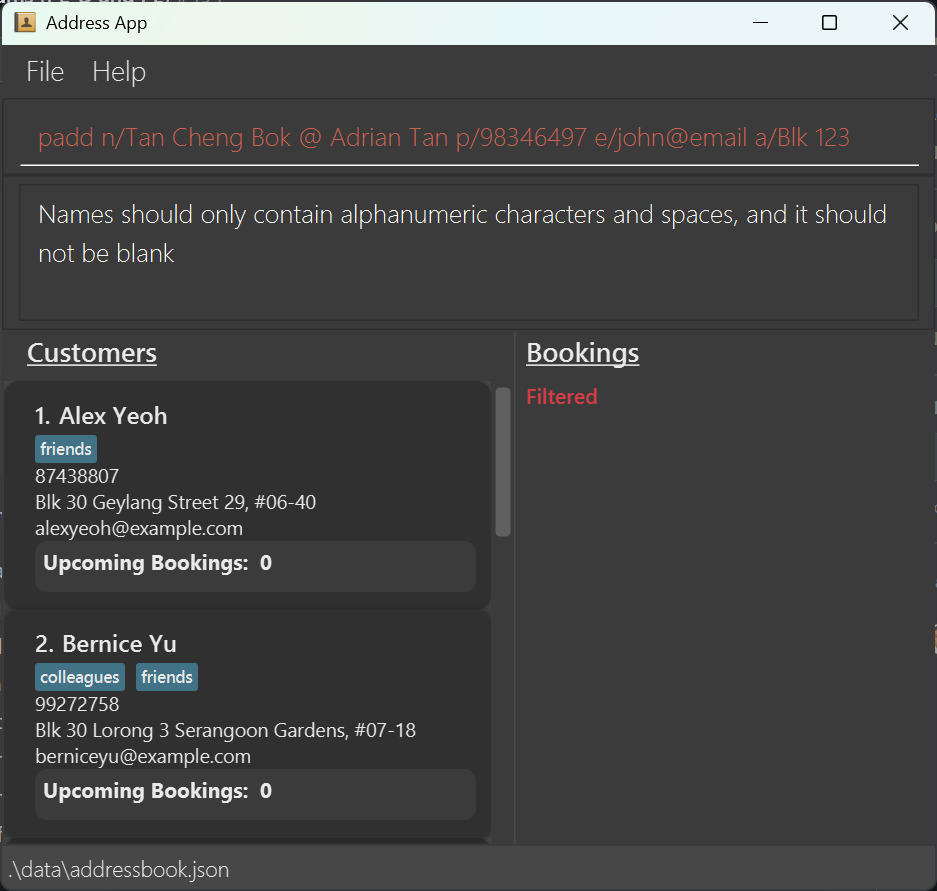 Address App
File Help
padd n/Tan Cheng Bok @ Adrian Tan p/98346497 e/john@email a/Blk 123
Names should only contain alphanumeric characters and spaces, and it should
not be blank
Customers
1. Alex Yeoh
friends
87438807
Blk 30 Geylang Street 29, #06-40
alexyeoh@example.com
Upcoming Bookings: 0
2. Bernice Yu
colleagues friends
99272758
Blk 30 Lorong 3 Serangoon Gardens, #07-18
berniceyu@example.com
Upcoming Bookings: 0
Bookings
Filtered
.\data\addressbook.json